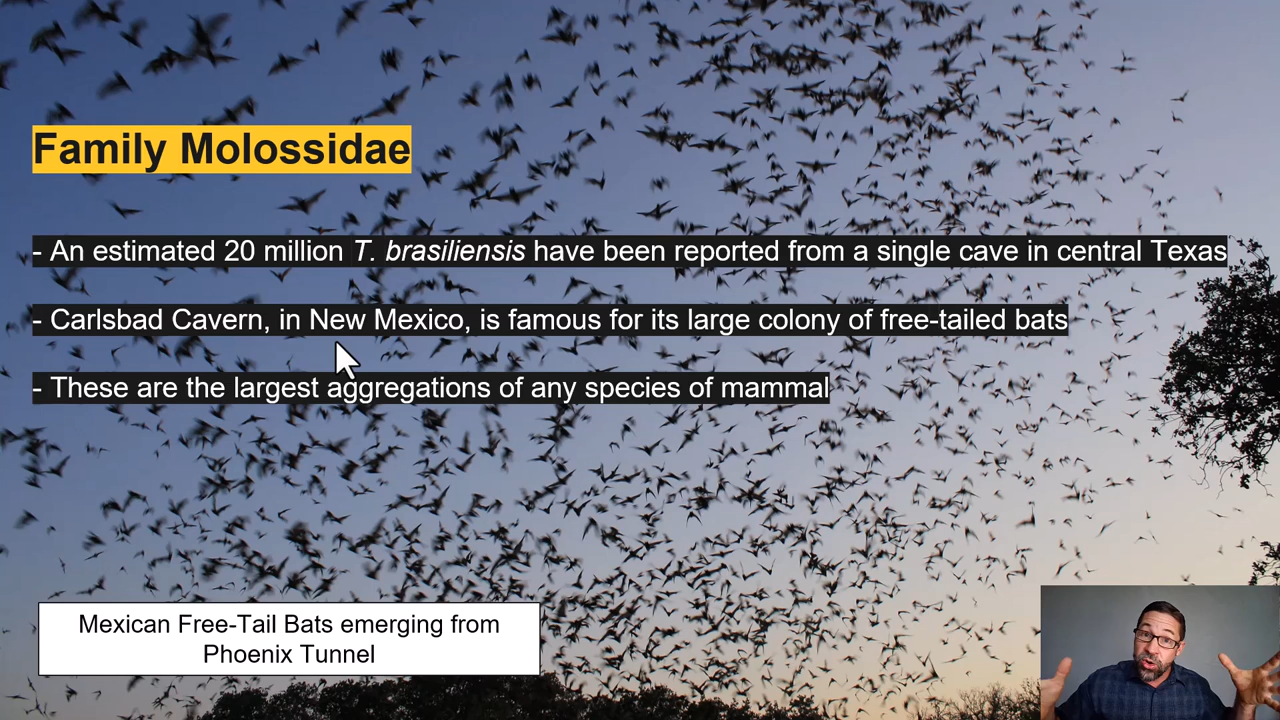 Family Molossidae
- An estimated 20 million T. brasiliensis have been reported from a single cave in central Texas
- Carlsbad Cavern, in New Mexico, is famous for its large colony of free-tailed bats
- These are the largest aggregations of any species of mammal
Mexican Free-Tail Bats emerging from
Phoenix Tunnel